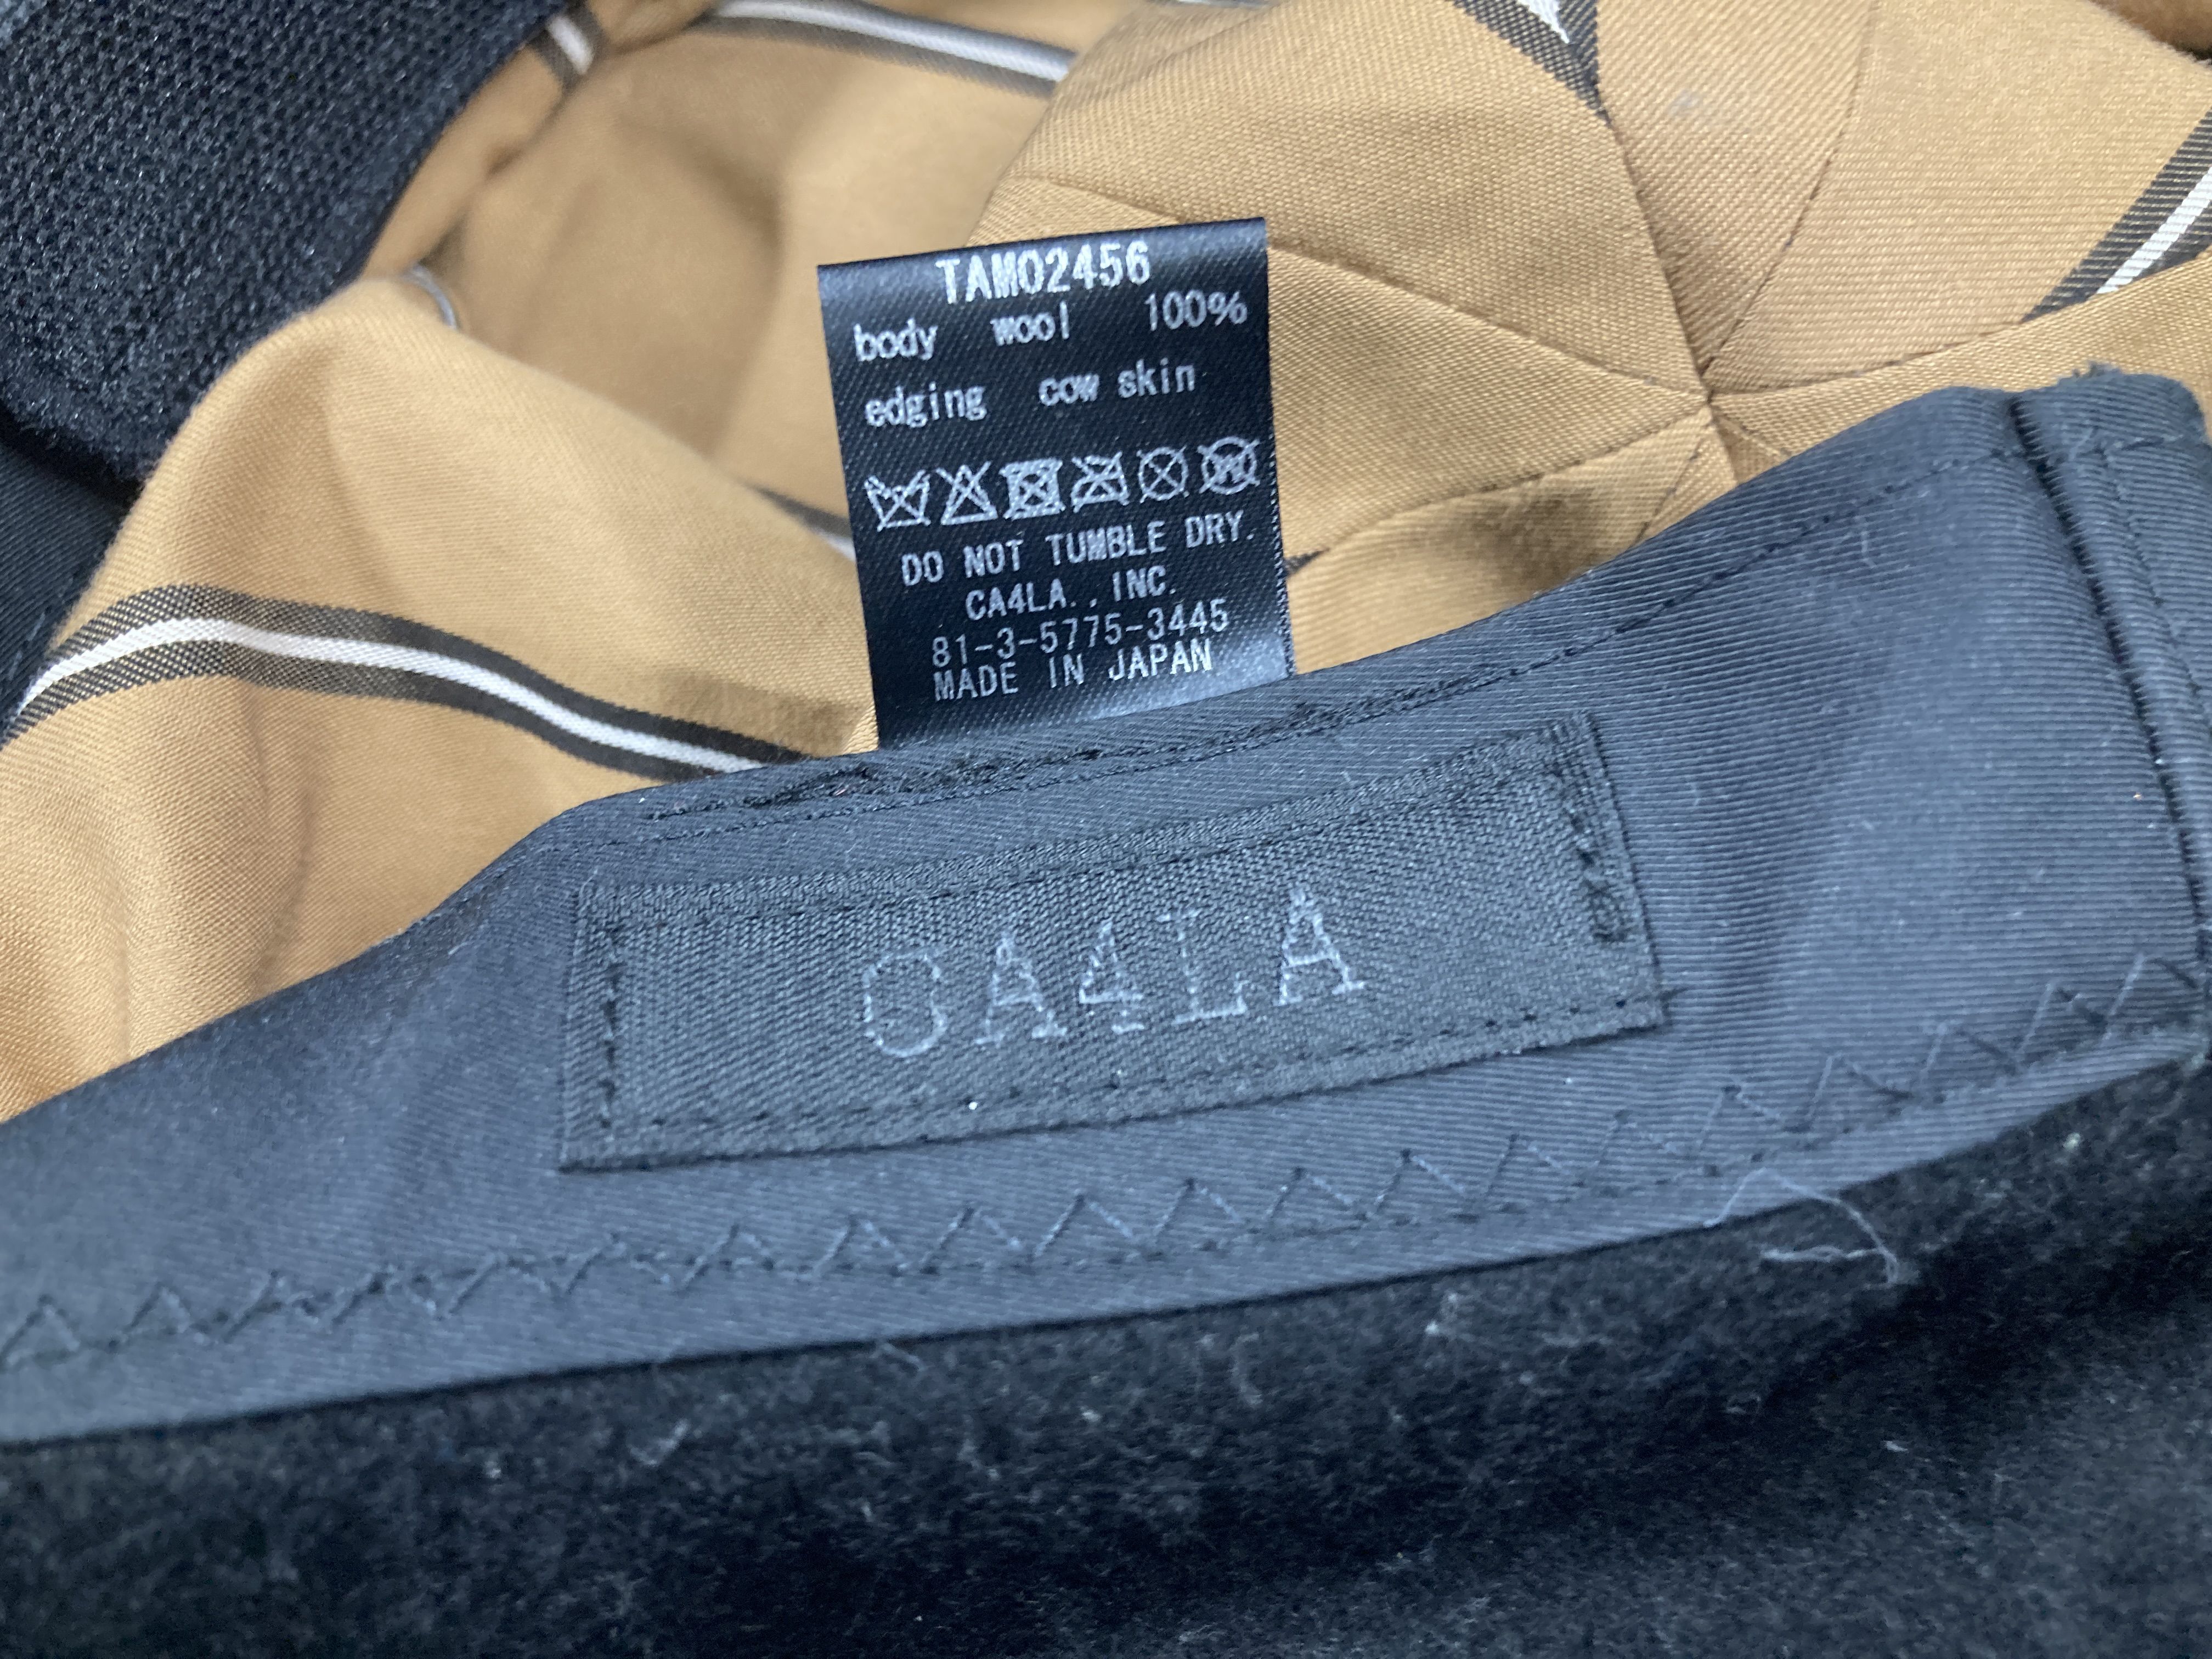 TAM02456
body wool 100%
edging cow skin
DO NOT TUMBLE DRY.
CA4LA., INC.
81-3-5775-3445
MADE IN JAPAN
CA4LA